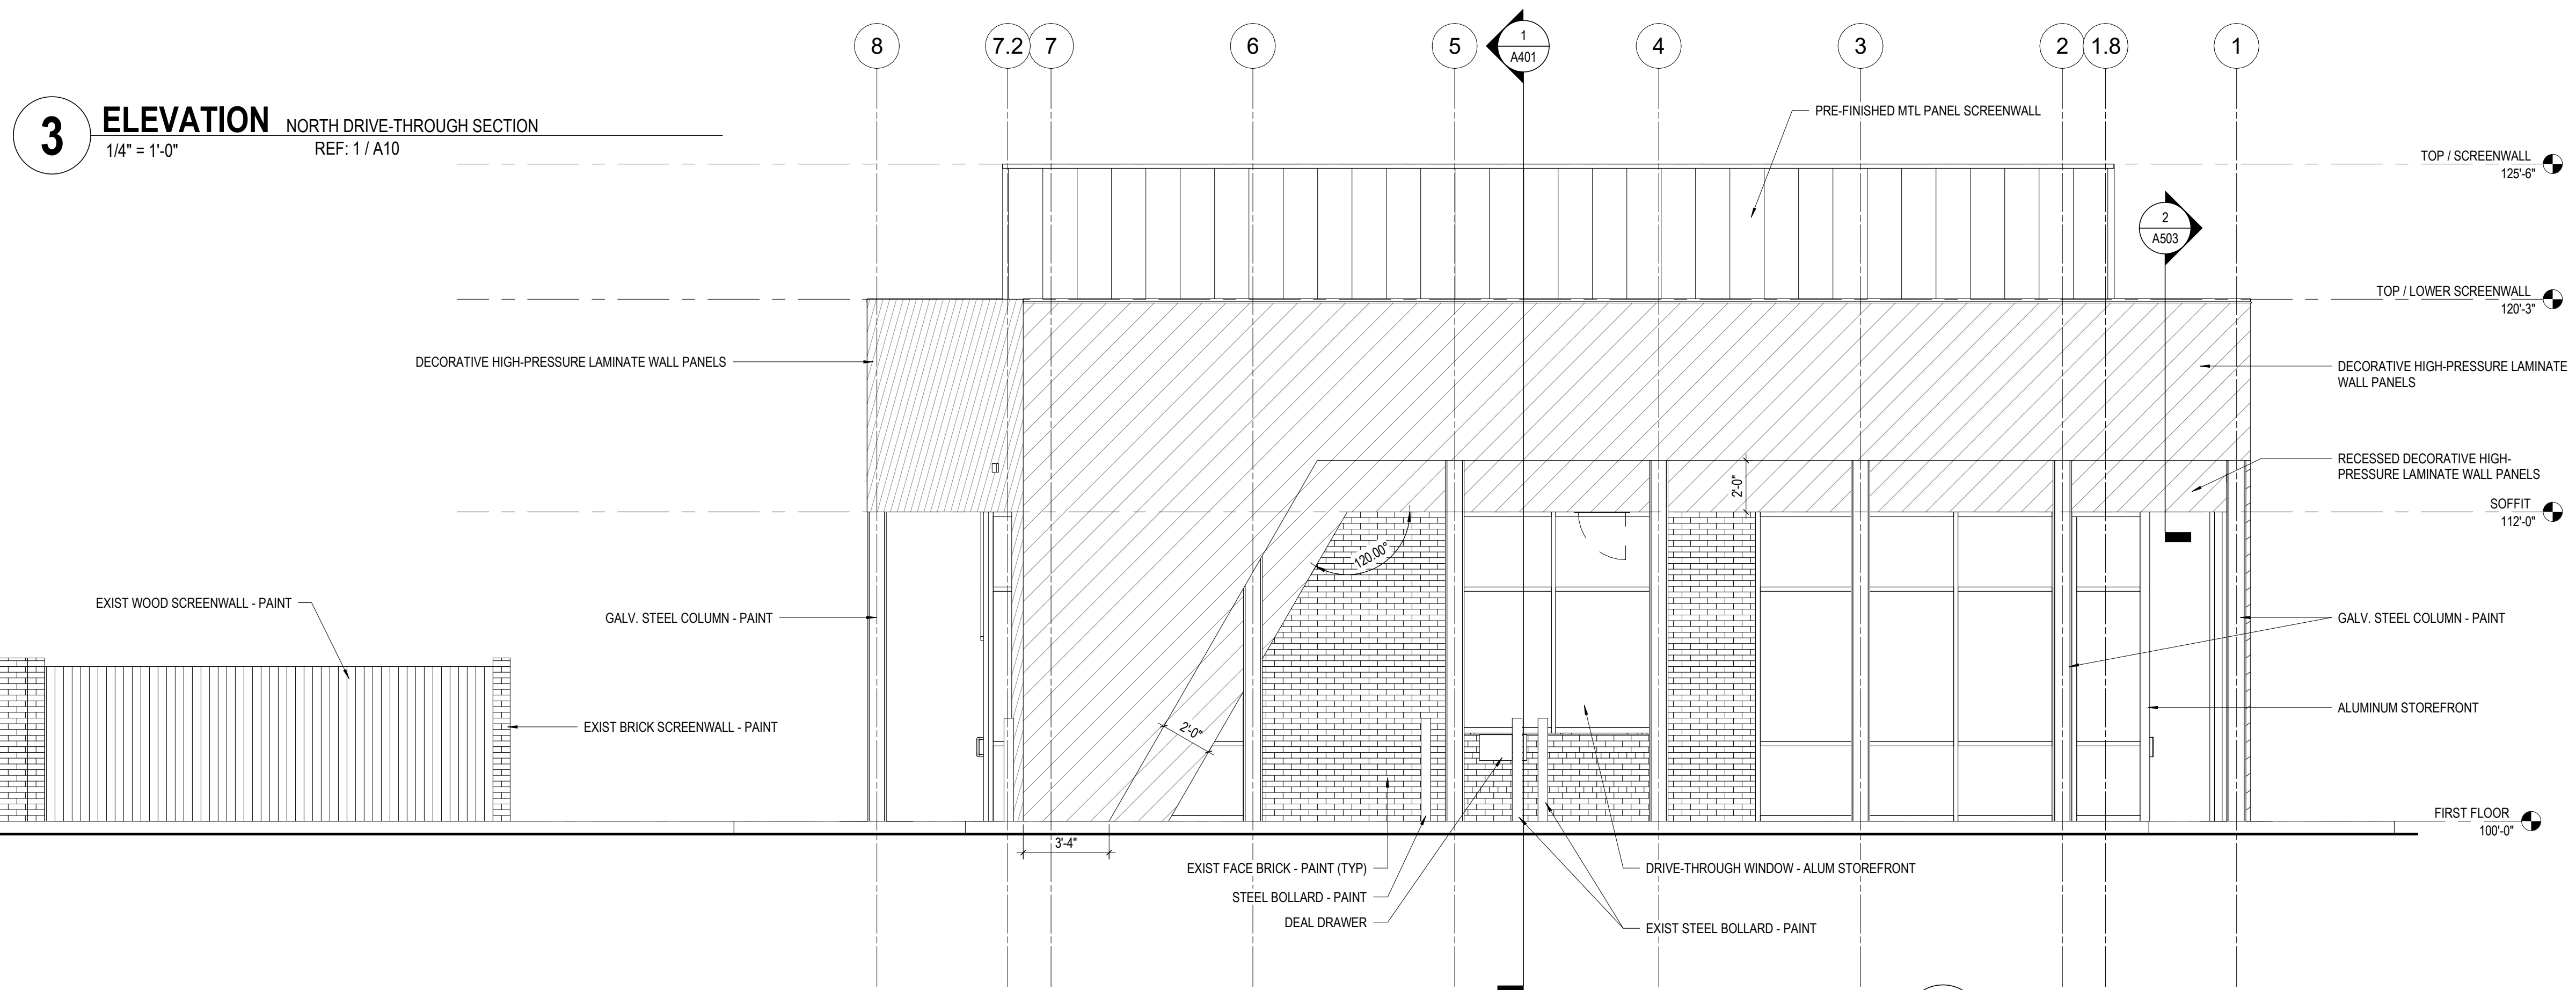 8
7.2
7
6
5
1
A401
4
3
2
1.8
1
3
ELEVATION NORTH DRIVE-THROUGH SECTION
1/4" = 1'-0"
REF: 1 / A10
PRE-FINISHED MTL PANEL SCREENWALL
TOP / SCREENWALL
125'-6"
2
A503
TOP / LOWER SCREENWALL
120'-3"
DECORATIVE HIGH-PRESSURE LAMINATE WALL PANELS
DECORATIVE HIGH-PRESSURE LAMINATE
WALL PANELS
RECESSED DECORATIVE HIGH-
PRESSURE LAMINATE WALL PANELS
2'-0"
SOFFIT
112'-0"
120.00°
EXIST WOOD SCREENWALL - PAINT
GALV. STEEL COLUMN - PAINT
GALV. STEEL COLUMN - PAINT
EXIST BRICK SCREENWALL - PAINT
2'-0"
ALUMINUM STOREFRONT
FIRST FLOOR
100'-0"
3'-4"
EXIST FACE BRICK - PAINT (TYP)
DRIVE-THROUGH WINDOW - ALUM STOREFRONT
STEEL BOLLARD - PAINT
DEAL DRAWER
EXIST STEEL BOLLARD - PAINT